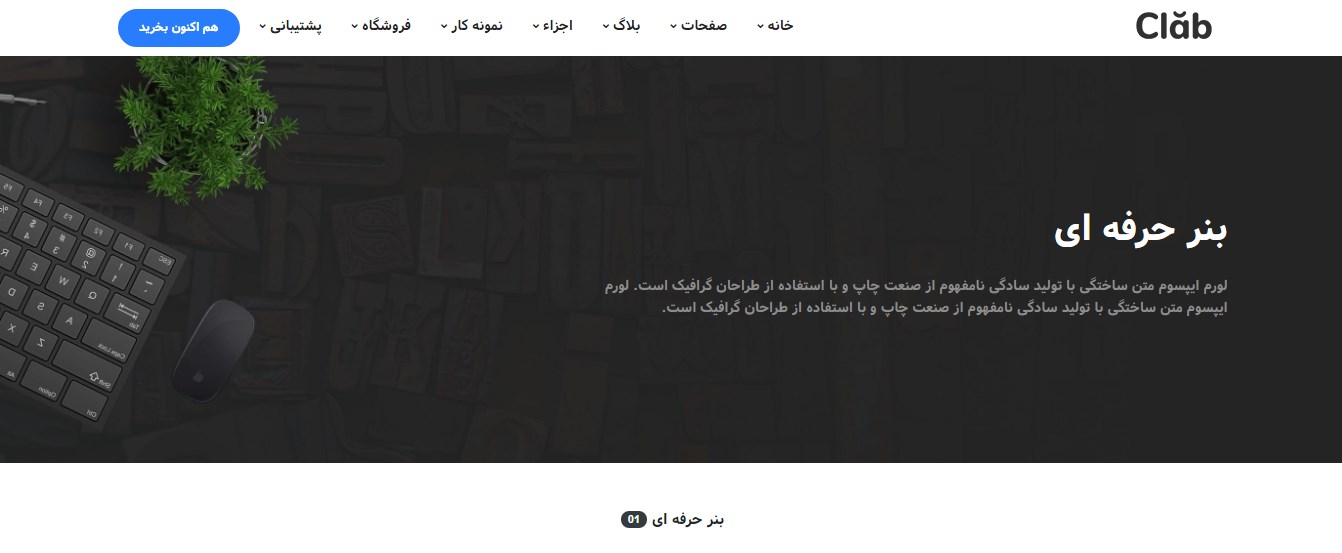 Clăb
خانه
صفحات
بلاگ
اجزاء
نمونه کار
فروشگاه
پشتیبانی
هم اکنون بخرید
بنر حرفه ای
لورم ایپسوم متن ساختگی با تولید سادگی نامفهوم از صنعت چاپ و با استفاده از طراحان گرافیک است. لورم
ایپسوم متن ساختگی با تولید سادگی نامفهوم از صنعت چاپ و با استفاده از طراحان گرافیک است.
بنر حرفه ای 01